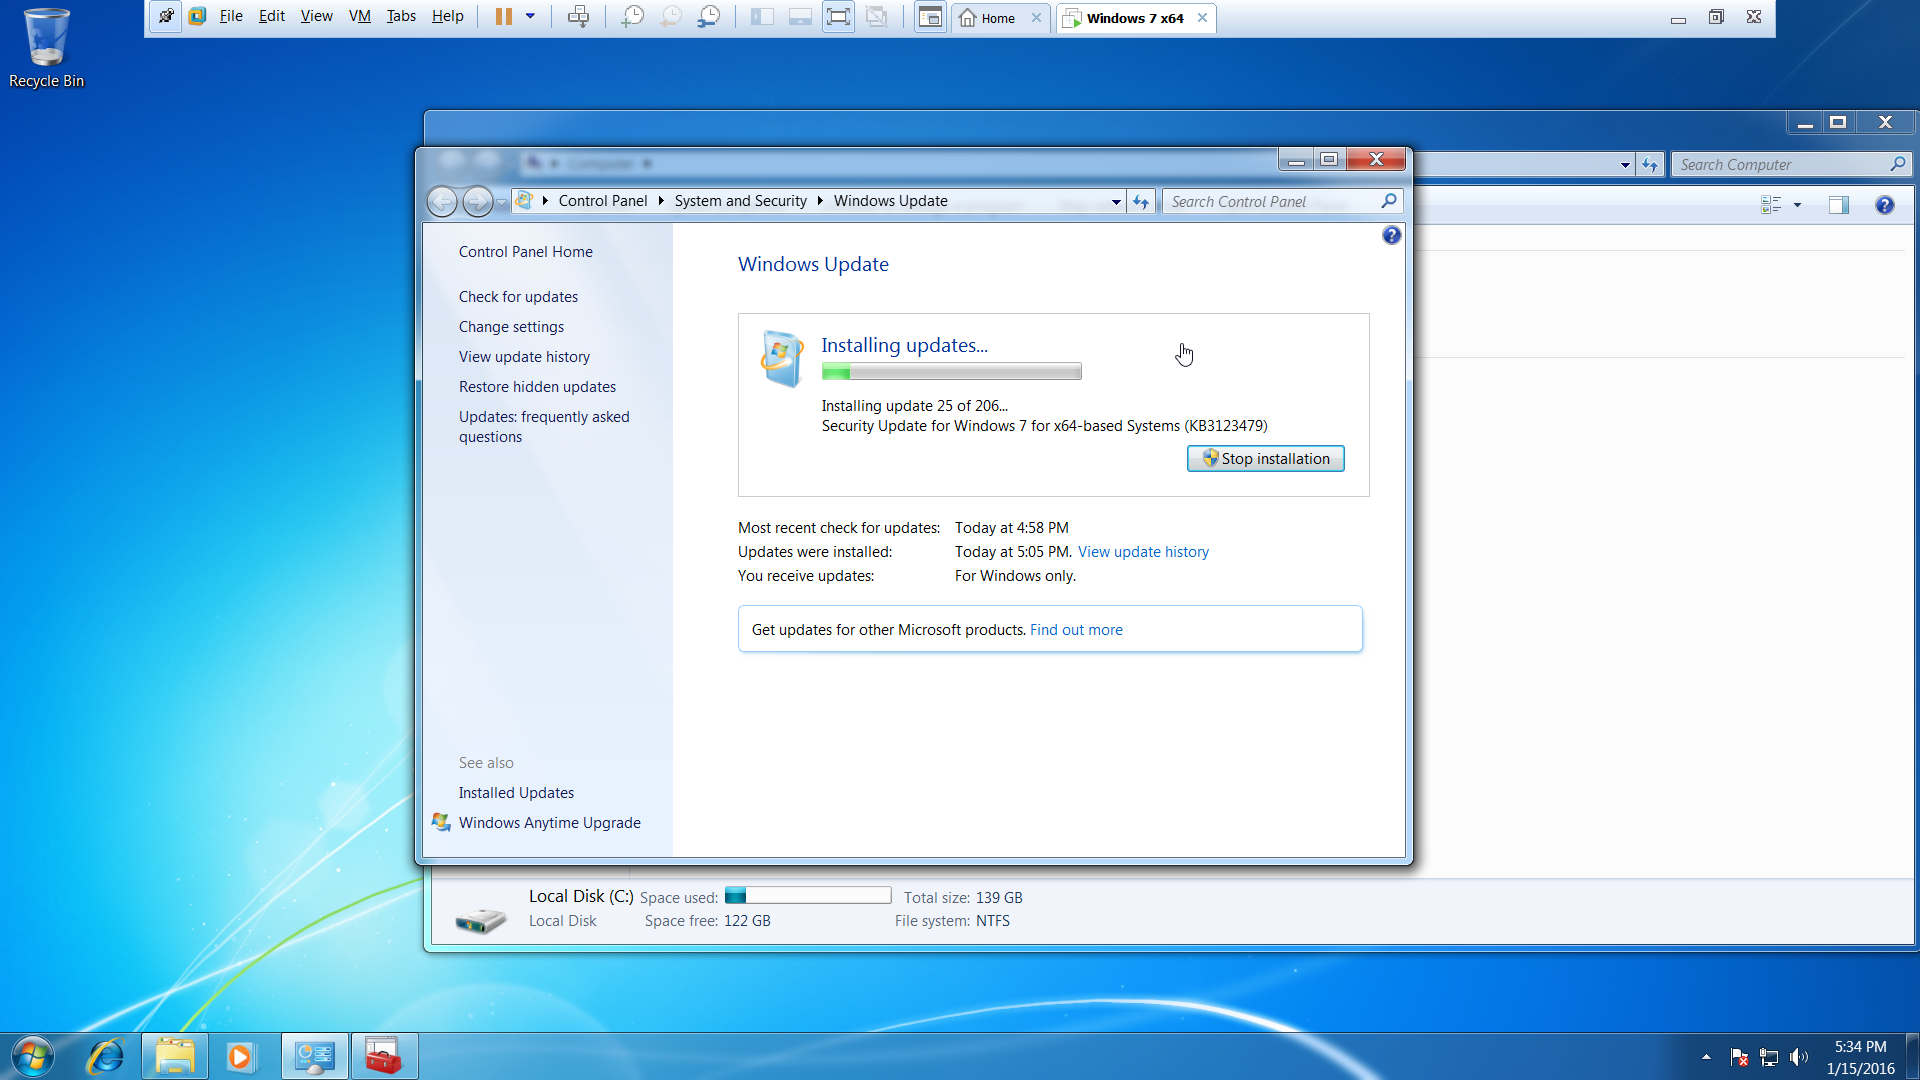 File Edit View VM Tabs Help
Home
Windows 7 x64
Recycle Bin
Computer
Search Computer
Control Panel
System and Security
Windows Update
Search Control Panel
Control Panel Home
Check for updates
Change settings
View update history
Restore hidden updates
Updates: frequently asked
questions
See also
Installed Updates
Windows Anytime Upgrade
Windows Update
Installing updates...
Installing update 25 of 206...
Security Update for Windows 7 for x64-based Systems (KB3123479)
Stop installation
Most recent check for updates: Today at 4:58 PM
Updates were installed: Today at 5:05 PM. View update history
You receive updates: For Windows only.
Get updates for other Microsoft products. Find out more
Local Disk (C:) Space used: Total size: 139 GB
Local Disk Space free: 122 GB File system: NTFS
5:34 PM
1/15/2016